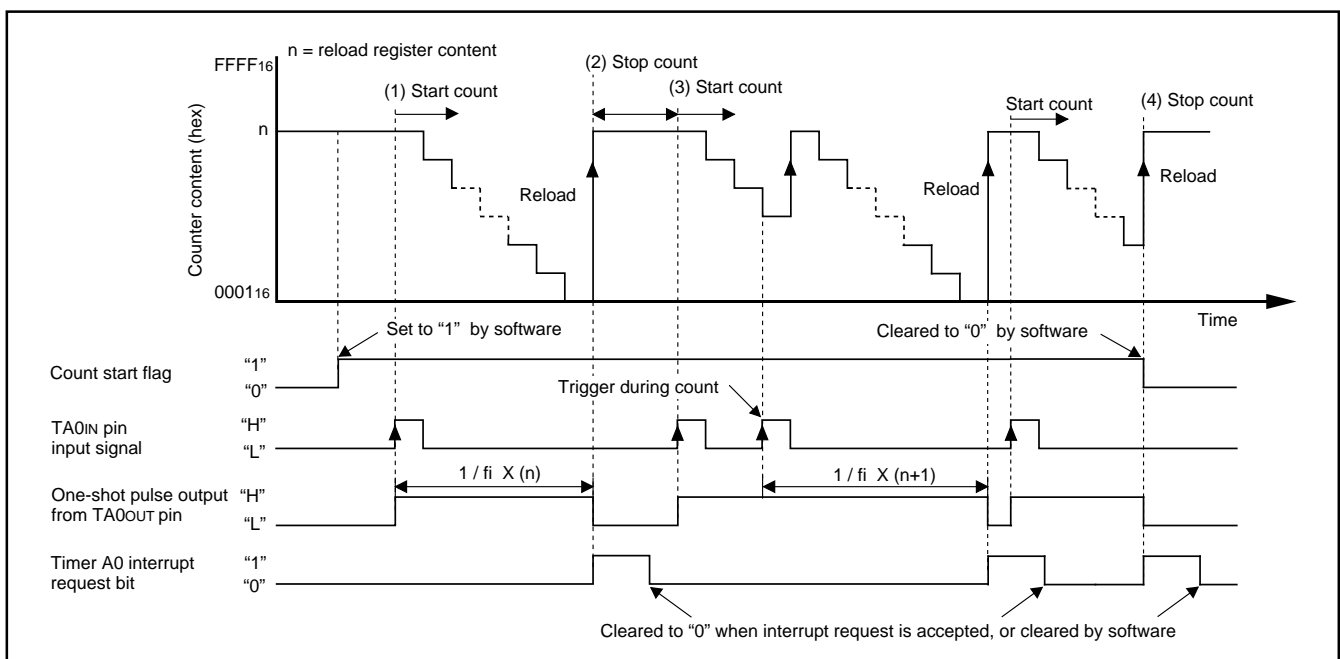 n = reload register content
FFFF16
(2) Stop count
(1) Start count
(3) Start count
Start count
(4) Stop count
n
Counter content (hex)
Reload
Reload
Reload
000116
Time
Set to “1” by software
Cleared to “0” by software
Count start flag
“1”
“0”
Trigger during count
TA0IN pin
input signal
“H”
“L”
1 / fi X (n)
1 / fi X (n+1)
One-shot pulse output
from TA0OUT pin
“H”
“L”
Timer A0 interrupt
request bit
“1”
“0”
Cleared to “0” when interrupt request is accepted, or cleared by software